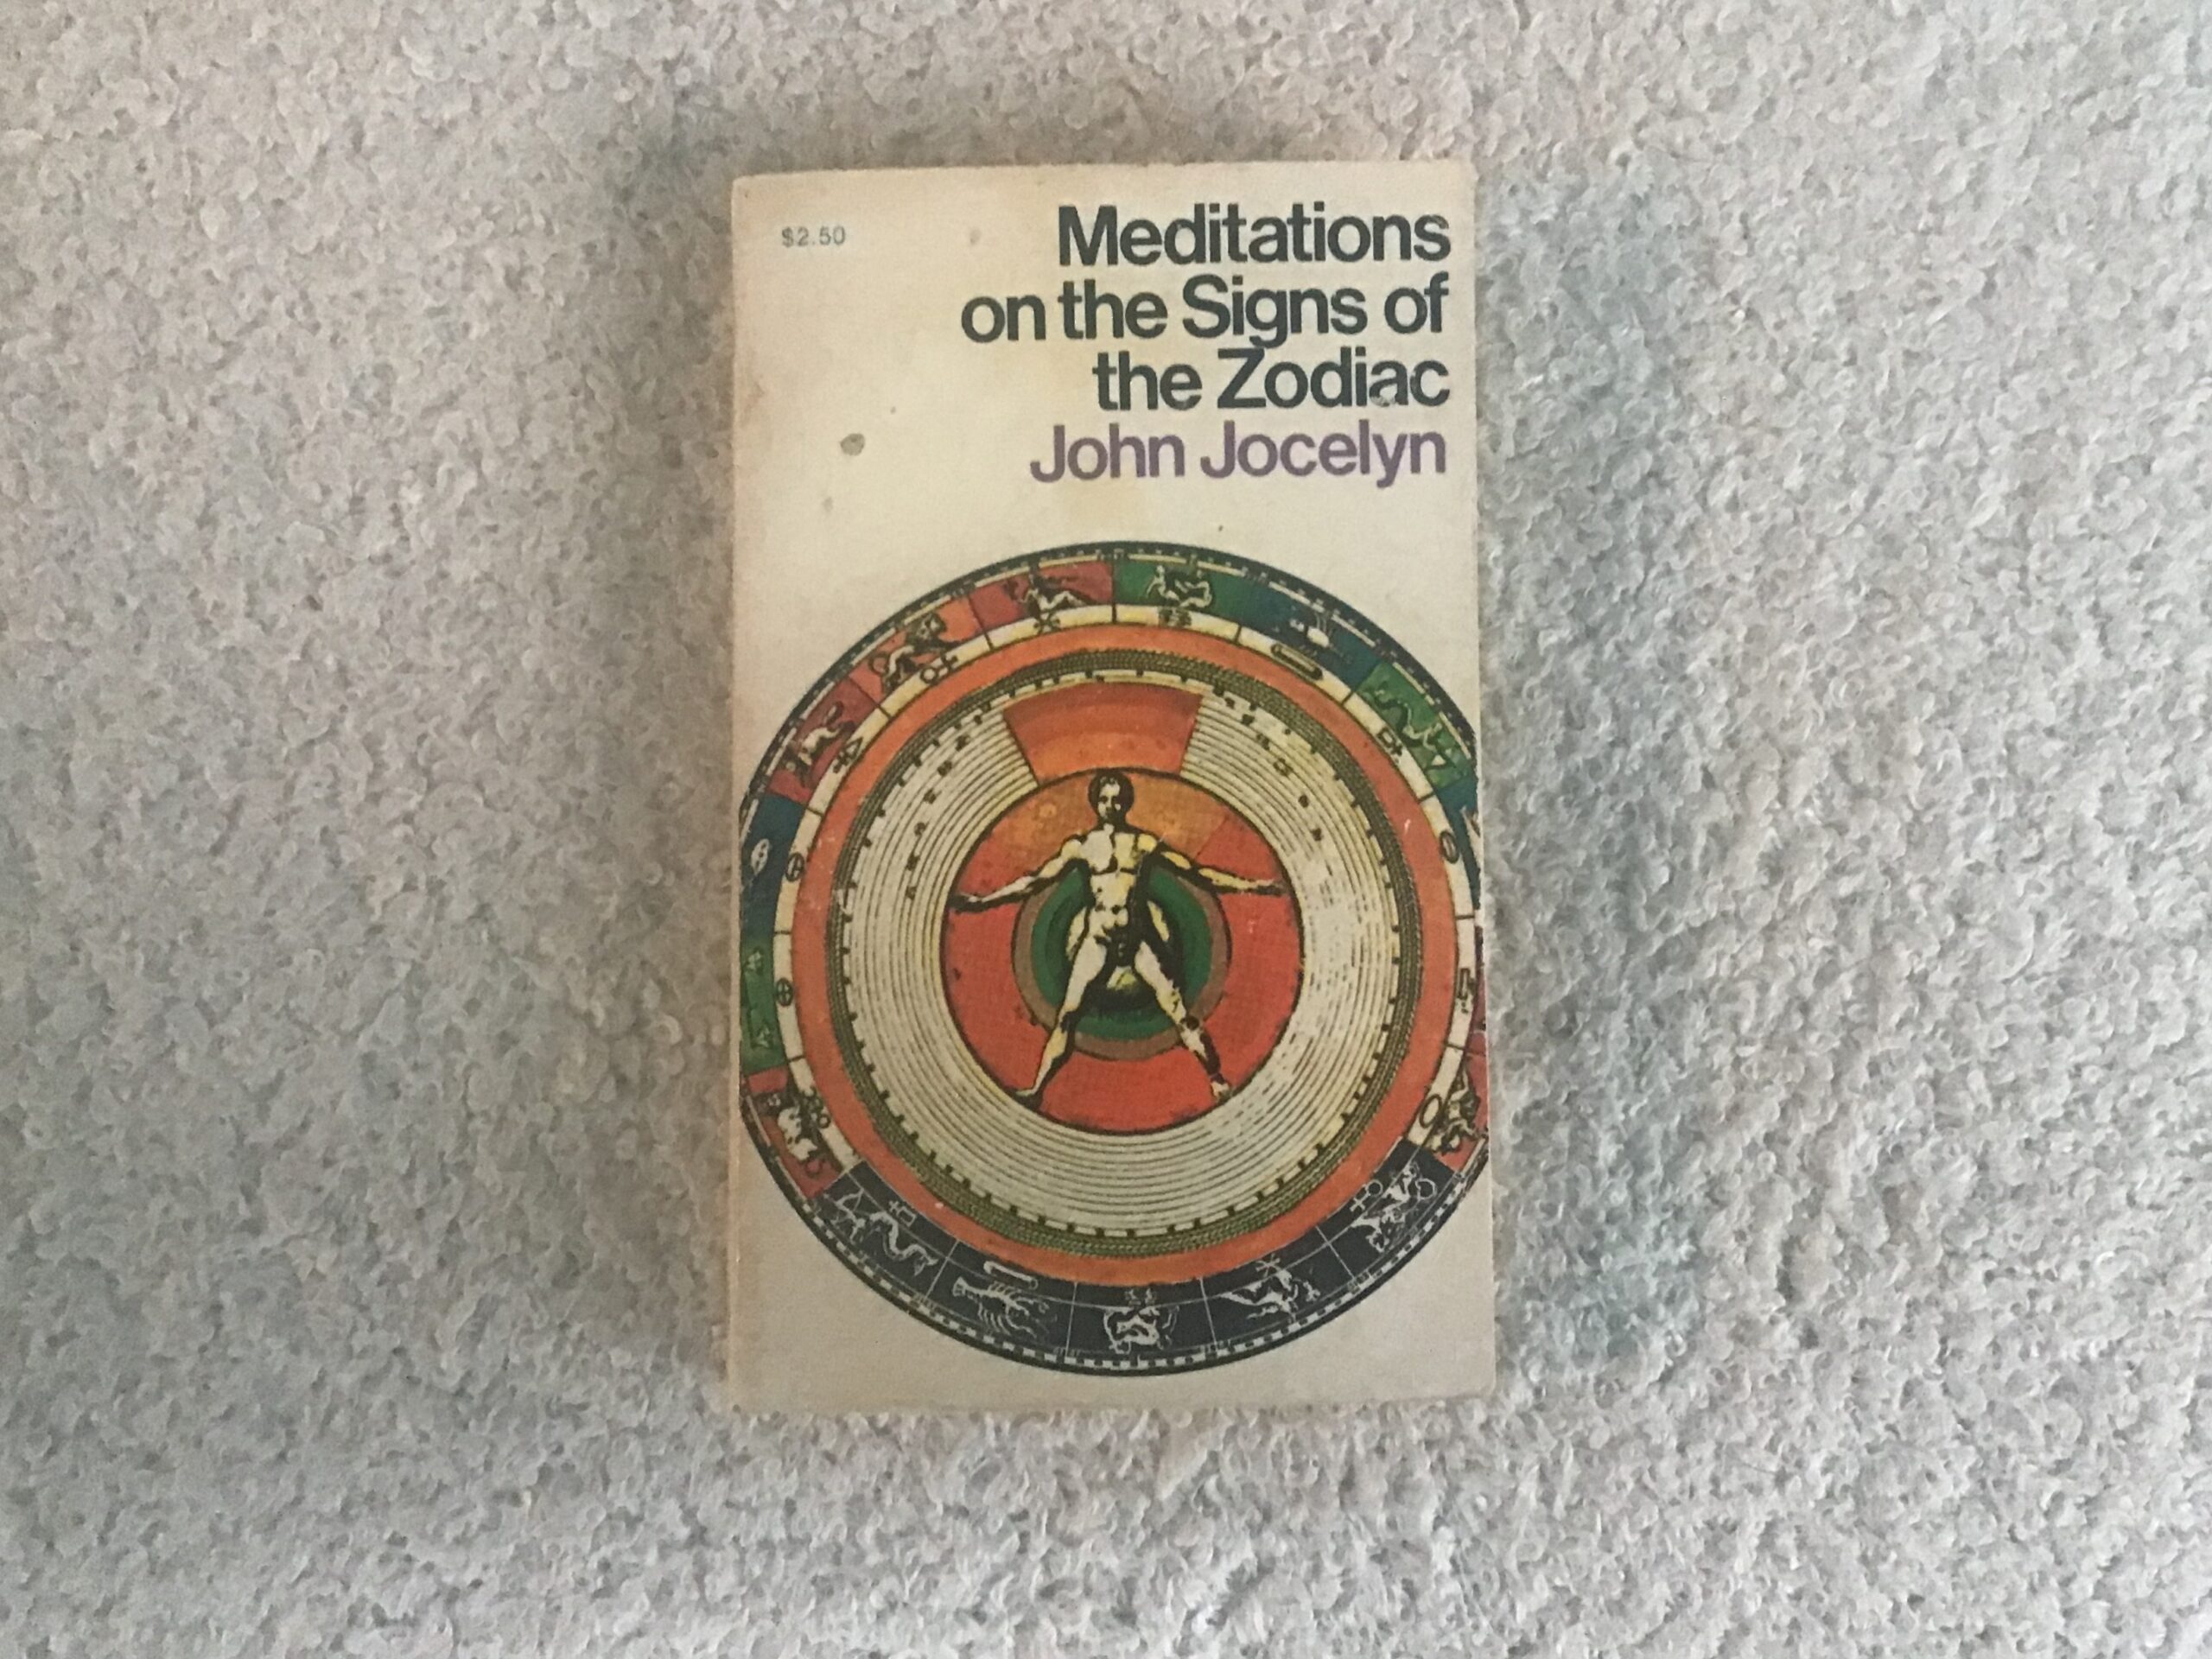 $2.50
Meditations
on the Signs of
the Zodiac
John Jocelyn